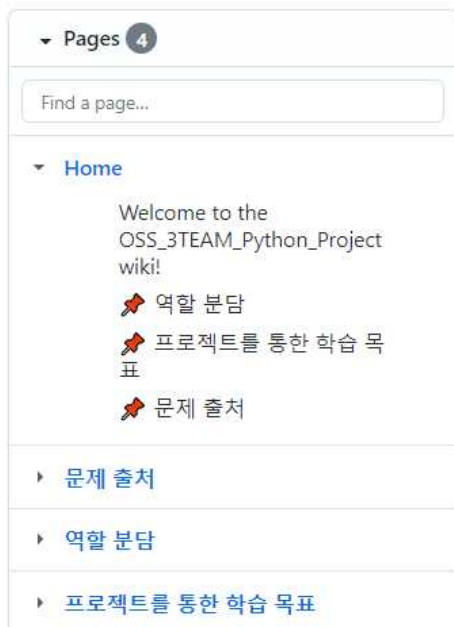 Pages 4
Find a page...
Home
Welcome to the
OSS_3TEAM_Python_Project
wiki!
역할 분담
프로젝트를 통한 학습 목
표
문제 출처
문제 출처
역할 분담
프로젝트를 통한 학습 목표